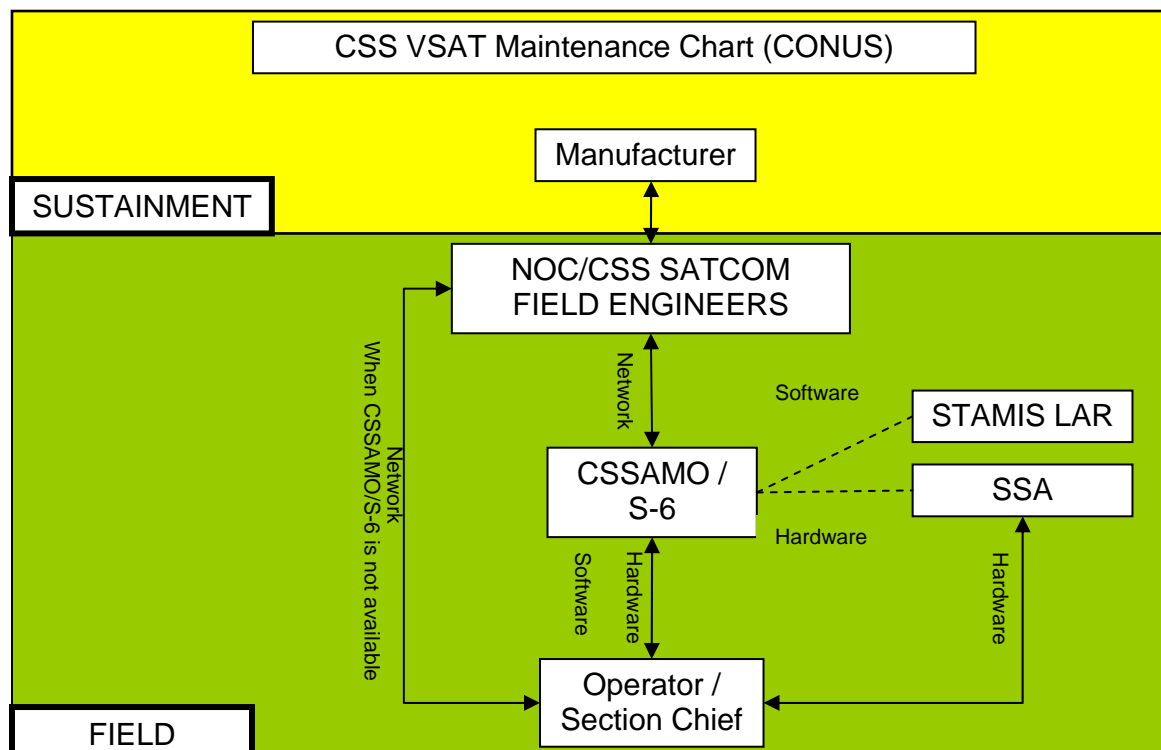 CSS VSAT Maintenance Chart (CONUS)
Manufacturer
SUSTAINMENT
NOC/CSS SATCOM
FIELD ENGINEERS
Network
When CSSAMO/S-6 is not available
Network
Software
STAMIS LAR
CSSAMO /
S-6
SSA
Hardware
Software
Hardware
Hardware
Operator /
Section Chief
FIELD